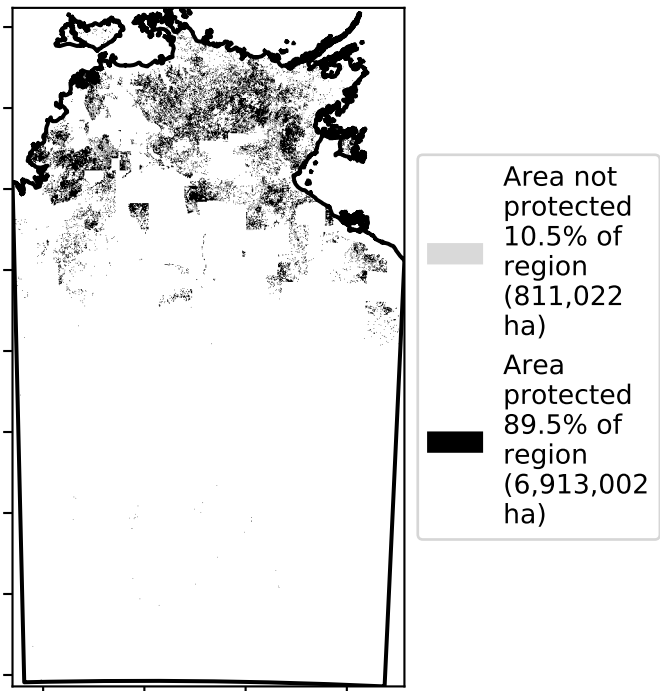 Area not
protected
10.5% of
region
(811,022
ha)
Area
protected
89.5% of
region
(6,913,002
ha)